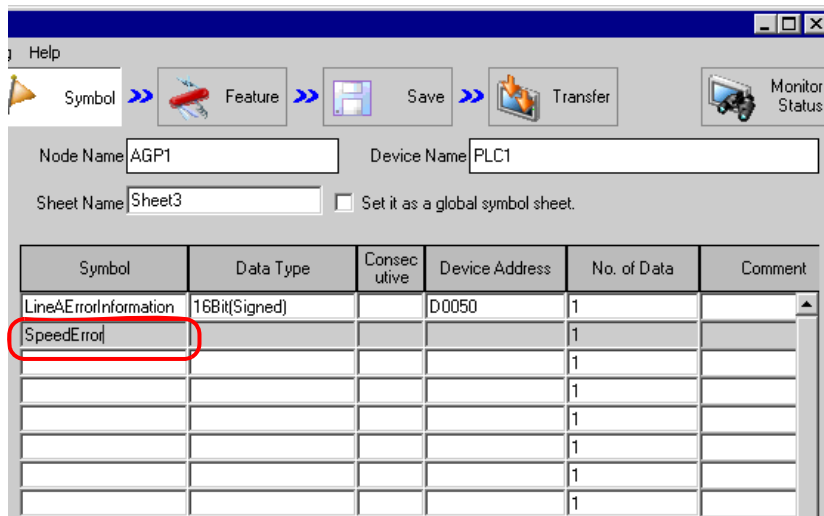 Help
Symbol >> Feature >> Save >> Transfer Monitor Status
Node Name AGP1 Device Name PLC1
Sheet Name Sheet3 Set it as a global symbol sheet.
Symbol Data Type Consec utive Device Address No. of Data Comment
LineAErrorInformation 16Bit(Signed) D0050 1
SpeedError 1
1
1
1
1
1
1